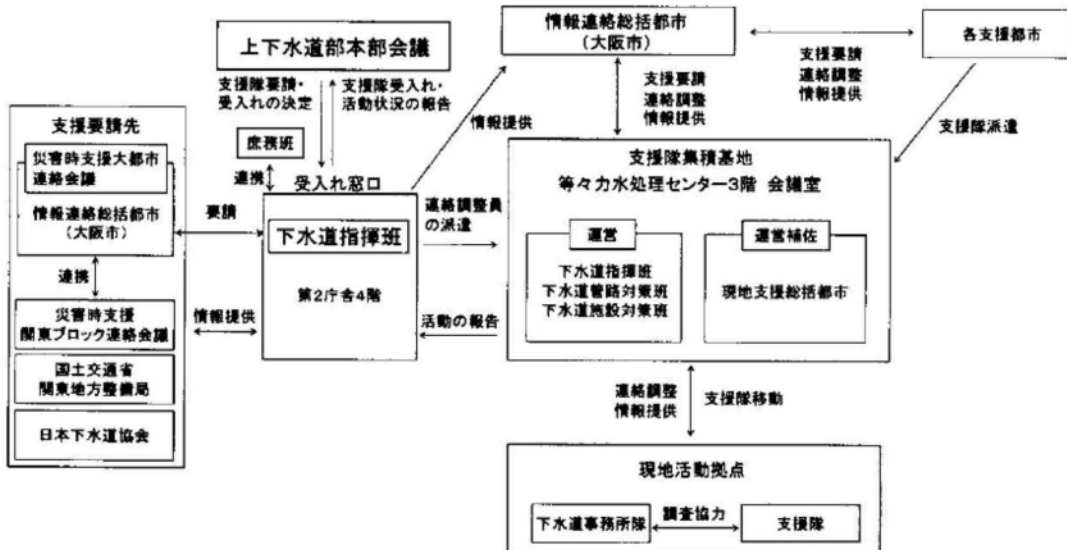 上下水道部本部会議
支援隊要請・
受入れの決定
支援隊受入れ・
活動状況の報告
庶務班
連携
情報連絡総括都市
(大阪市)
支援要請
連絡調整
情報提供
各支援都市
支援要請
連絡調整
情報提供
支援隊派遣
情報提供
支援要請先
災害時支援大都市
連絡会議
情報連絡総括都市
(大阪市)
連携
災害時支援
関東ブロック連絡会議
国土交通省
関東地方整備局
日本下水道協会
要請
情報提供
受入れ窓口
下水道指揮班
第2庁舎4階
連絡調整員
の派遣
活動の報告
支援隊集積基地
等々力水処理センター3階 会議室
運営
下水道指揮班
下水道管路対策班
下水道施設対策班
運営補佐
現地支援総括都市
連絡調整
情報提供
支援隊移動
現地活動拠点
下水道事務所隊
調査協力
支援隊